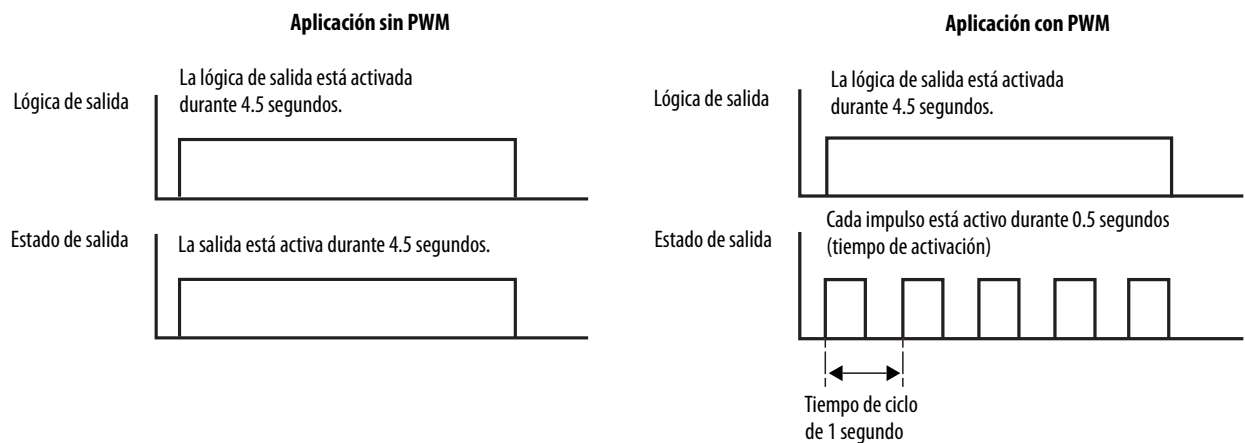 Aplicación sin PWM
Lógica de salida
La lógica de salida está activada
durante 4.5 segundos.
Estado de salida
La salida está activa durante 4.5 segundos.
Aplicación con PWM
Lógica de salida
La lógica de salida está activada
durante 4.5 segundos.
Estado de salida
Cada impulso está activo durante 0.5 segundos
(tiempo de activación)
Tiempo de ciclo
de 1 segundo